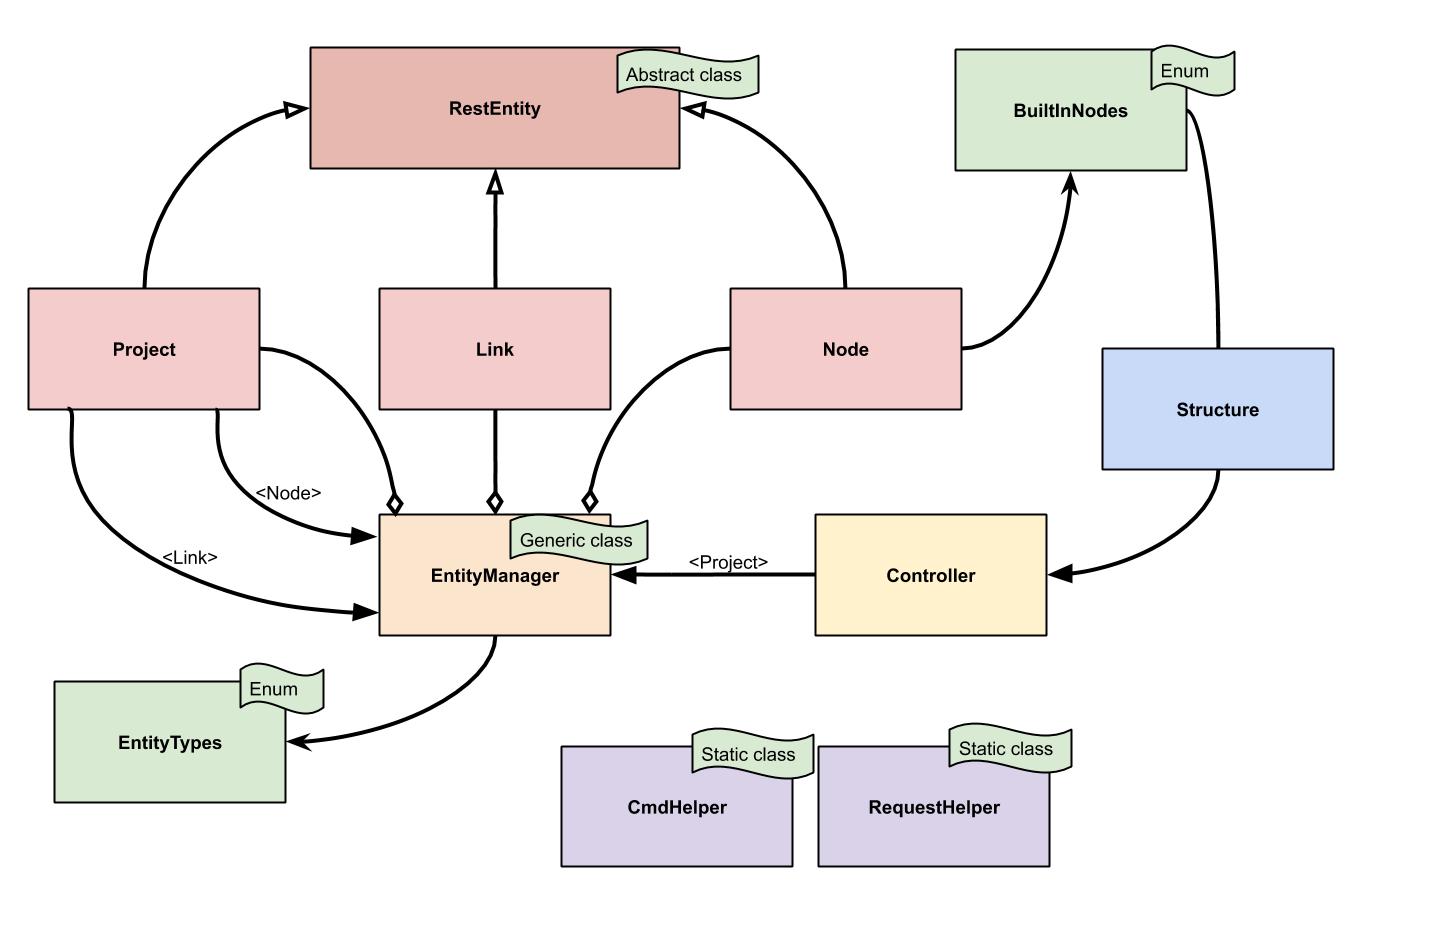 Abstract class
RestEntity
Enum
BuiltInNodes
Project
Link
Node
Structure
<Node>
<Link>
Generic class
EntityManager
<Project>
Controller
Enum
EntityTypes
Static class
CmdHelper
Static class
RequestHelper